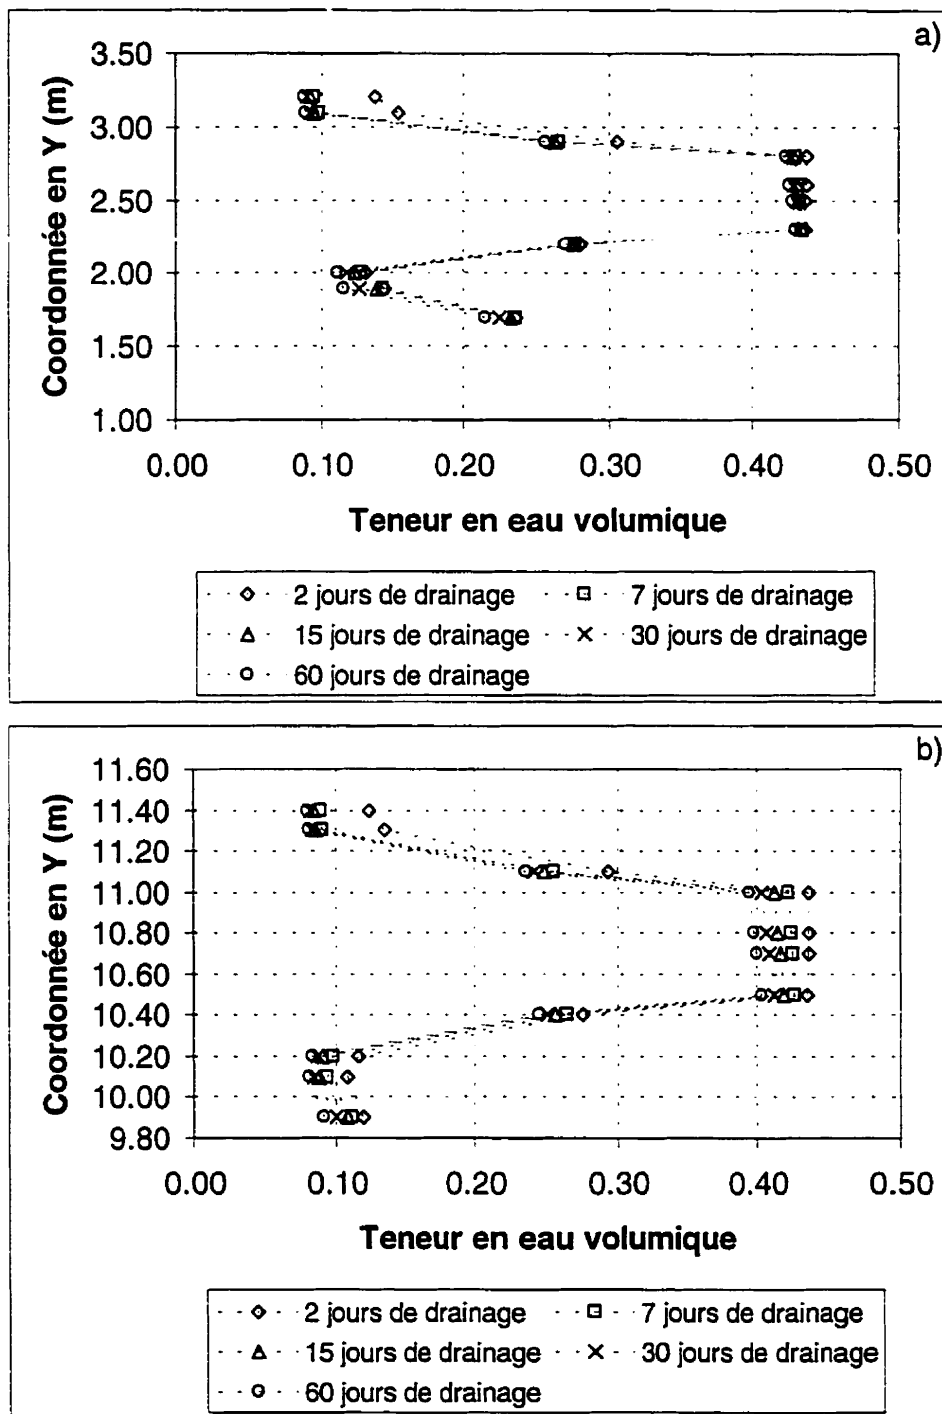 a)
Coordonnée en Y (m)
3.50
3.00
2.50
2.00
1.50
1.00
0.00 0.10 0.20 0.30 0.40 0.50
Teneur en eau volumique
2 jours de drainage 7 jours de drainage
15 jours de drainage 30 jours de drainage
60 jours de drainage
b)
Coordonnée en Y (m)
11.60
11.40
11.20
11.00
10.80
10.60
10.40
10.20
10.00
9.80
0.00 0.10 0.20 0.30 0.40 0.50
Teneur en eau volumique
2 jours de drainage 7 jours de drainage
15 jours de drainage 30 jours de drainage
60 jours de drainage